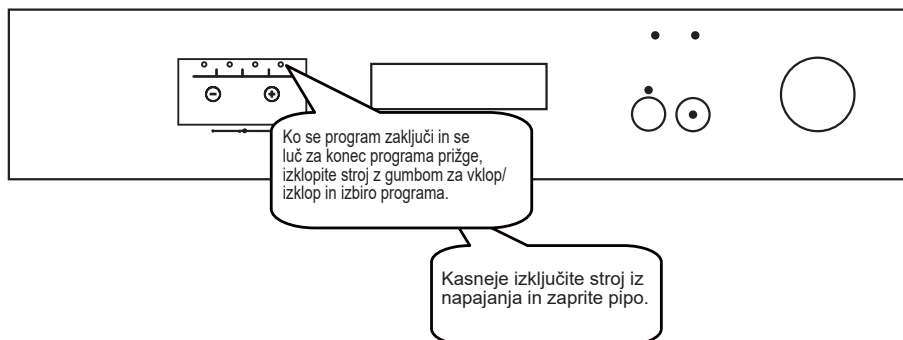 Ko se program zaključi in se
luč za konec programa prižge,
izklopite stroj z gumbom za vklop/
izklop in izbiro programa.
Kasneje izključite stroj iz
napajanja in zaprite pipo.